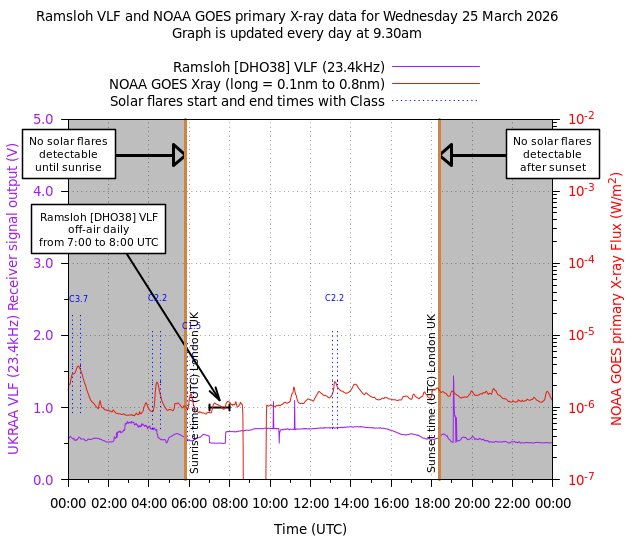 Ramsloh VLF and NOAA GOES primary X-ray data for Wednesday 25 March 2026
Graph is updated every day at 9.30am
Ramsloh [DHO38] VLF (23.4kHz)
NOAA GOES Xray (long = 0.1nm to 0.8nm)
Solar flares start and end times with Class
5.0
4.0
3.0
2.0
1.0
0.0
UKRAA VLF (23.4kHz) Receiver signal output (V)
10^-2
10^-3
10^-4
10^-5
10^-6
10^-7
NOAA GOES primary X-ray Flux (W/m²)
No solar flares
detectable
until sunrise
No solar flares
detectable
after sunset
Ramsloh [DHO38] VLF
off-air daily
from 7:00 to 8:00 UTC
C3.7
C2.2
C1.5
C2.2
Sunrise time (UTC) London UK
Sunset time (UTC) London UK
00:00 02:00 04:00 06:00 08:00 10:00 12:00 14:00 16:00 18:00 20:00 22:00 00:00
Time (UTC)